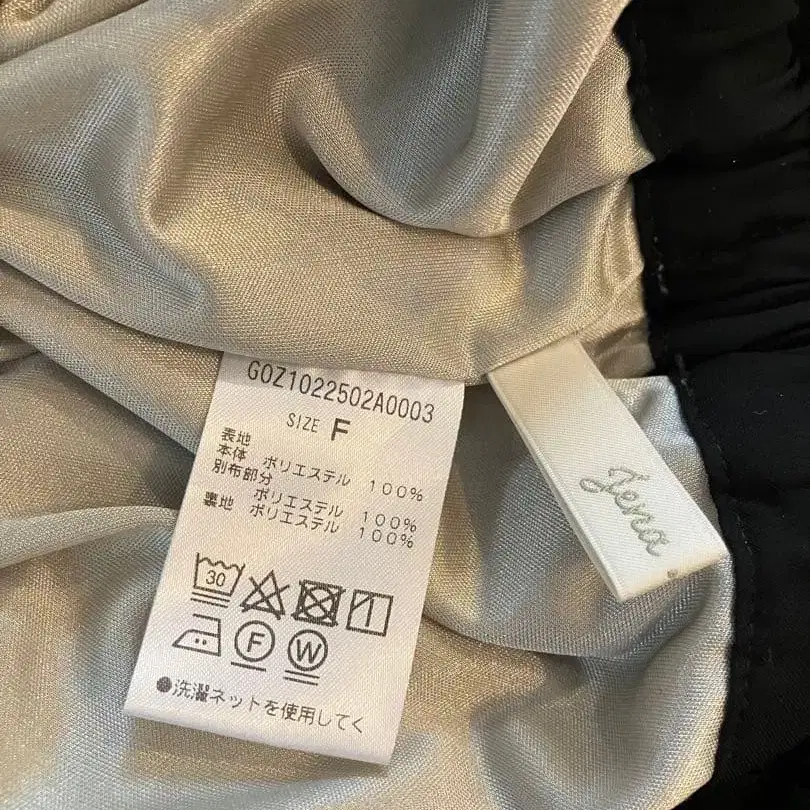 G0Z1022502A0003
SIZE F
表地
本体 ポリエステル 100%
別布部分
ポリエステル 100%
裏地 ポリエステル 100%
30
F
W
●洗濯ネットを使用してく
Jena